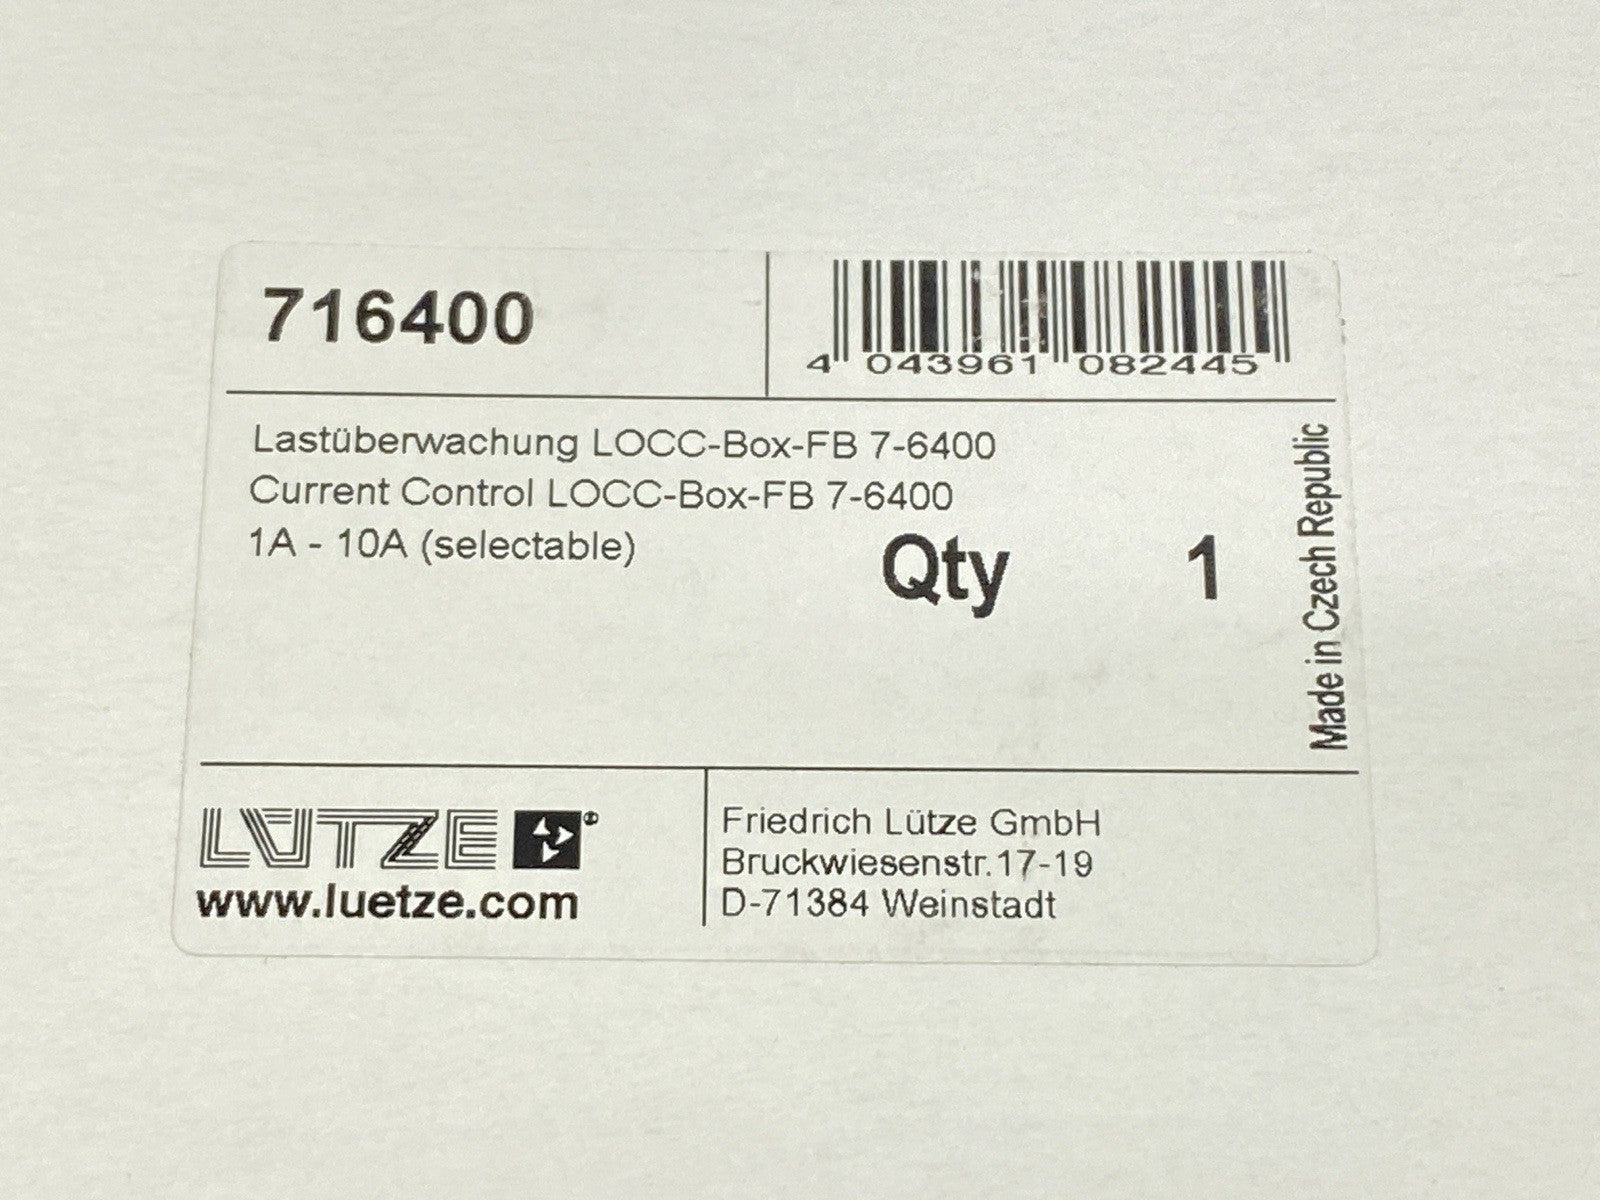 716400
4 043961 082445
Lastüberwachung LOCC-Box-FB 7-6400
Current Control LOCC-Box-FB 7-6400
1A - 10A (selectable)
Qty 1
Made in Czech Republic
LÜTZE ®
www.luetze.com
Friedrich Lütze GmbH
Bruckwiesenstr.17-19
D-71384 Weinstadt